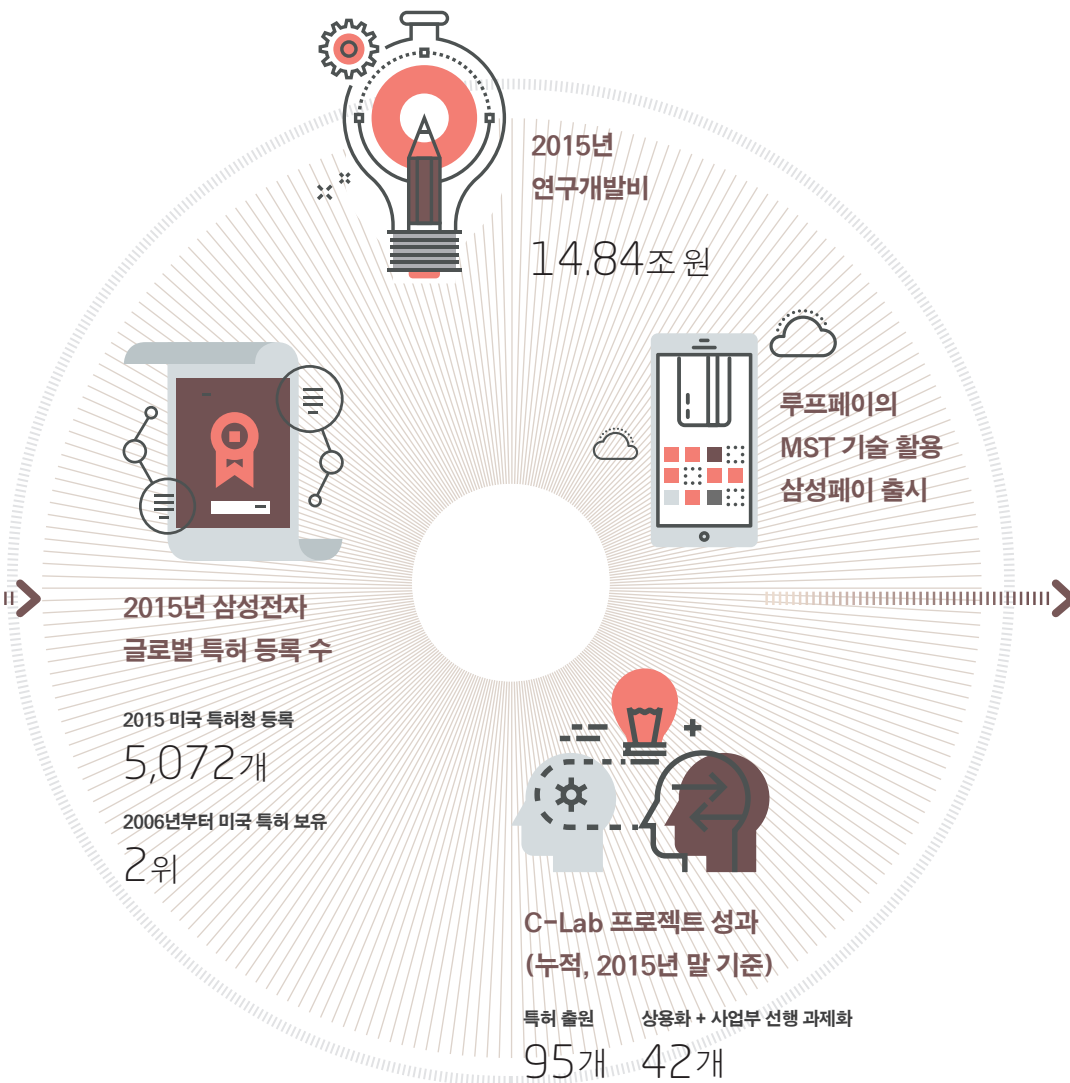 2015년
연구개발비
14.84조 원
루프페이의
MST 기술 활용
삼성페이 출시
2015년 삼성전자
글로벌 특허 등록 수
2015 미국 특허청 등록
5,072개
2006년부터 미국 특허 보유
2위
C-Lab 프로젝트 성과
(누적, 2015년 말 기준)
특허 출원 상용화 + 사업부 선행 과제화
95개 42개